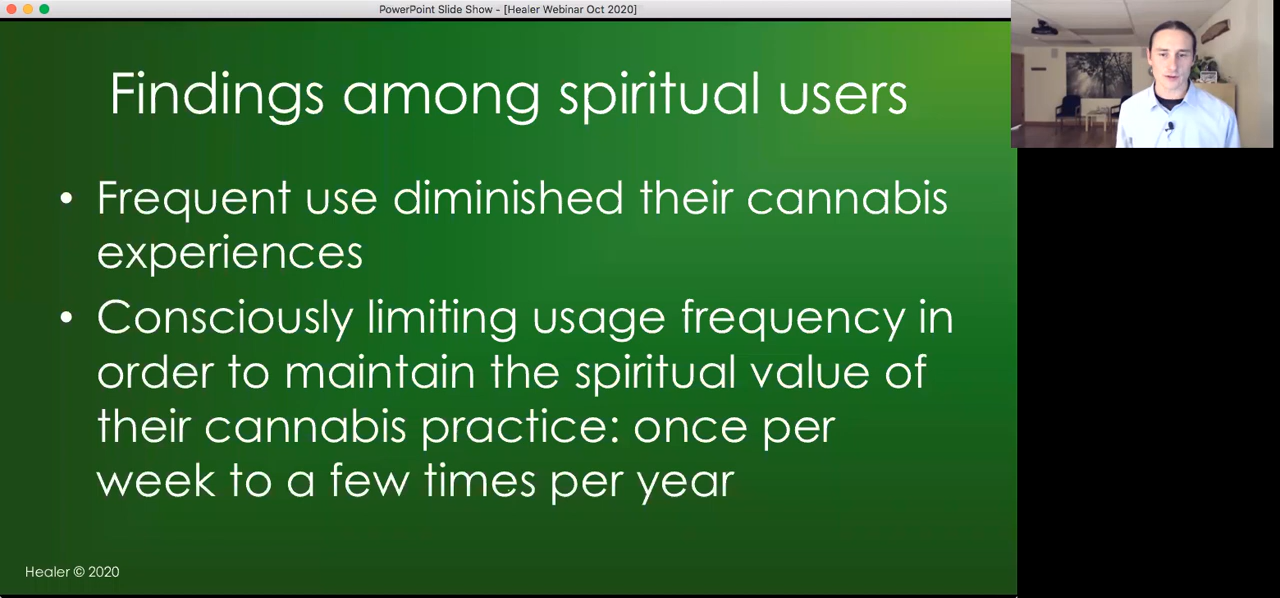 PowerPoint Slide Show - [Healer Webinar Oct 2020]
Findings among spiritual users
• Frequent use diminished their cannabis
experiences
• Consciously limiting usage frequency in
order to maintain the spiritual value of
their cannabis practice: once per
week to a few times per year
Healer © 2020